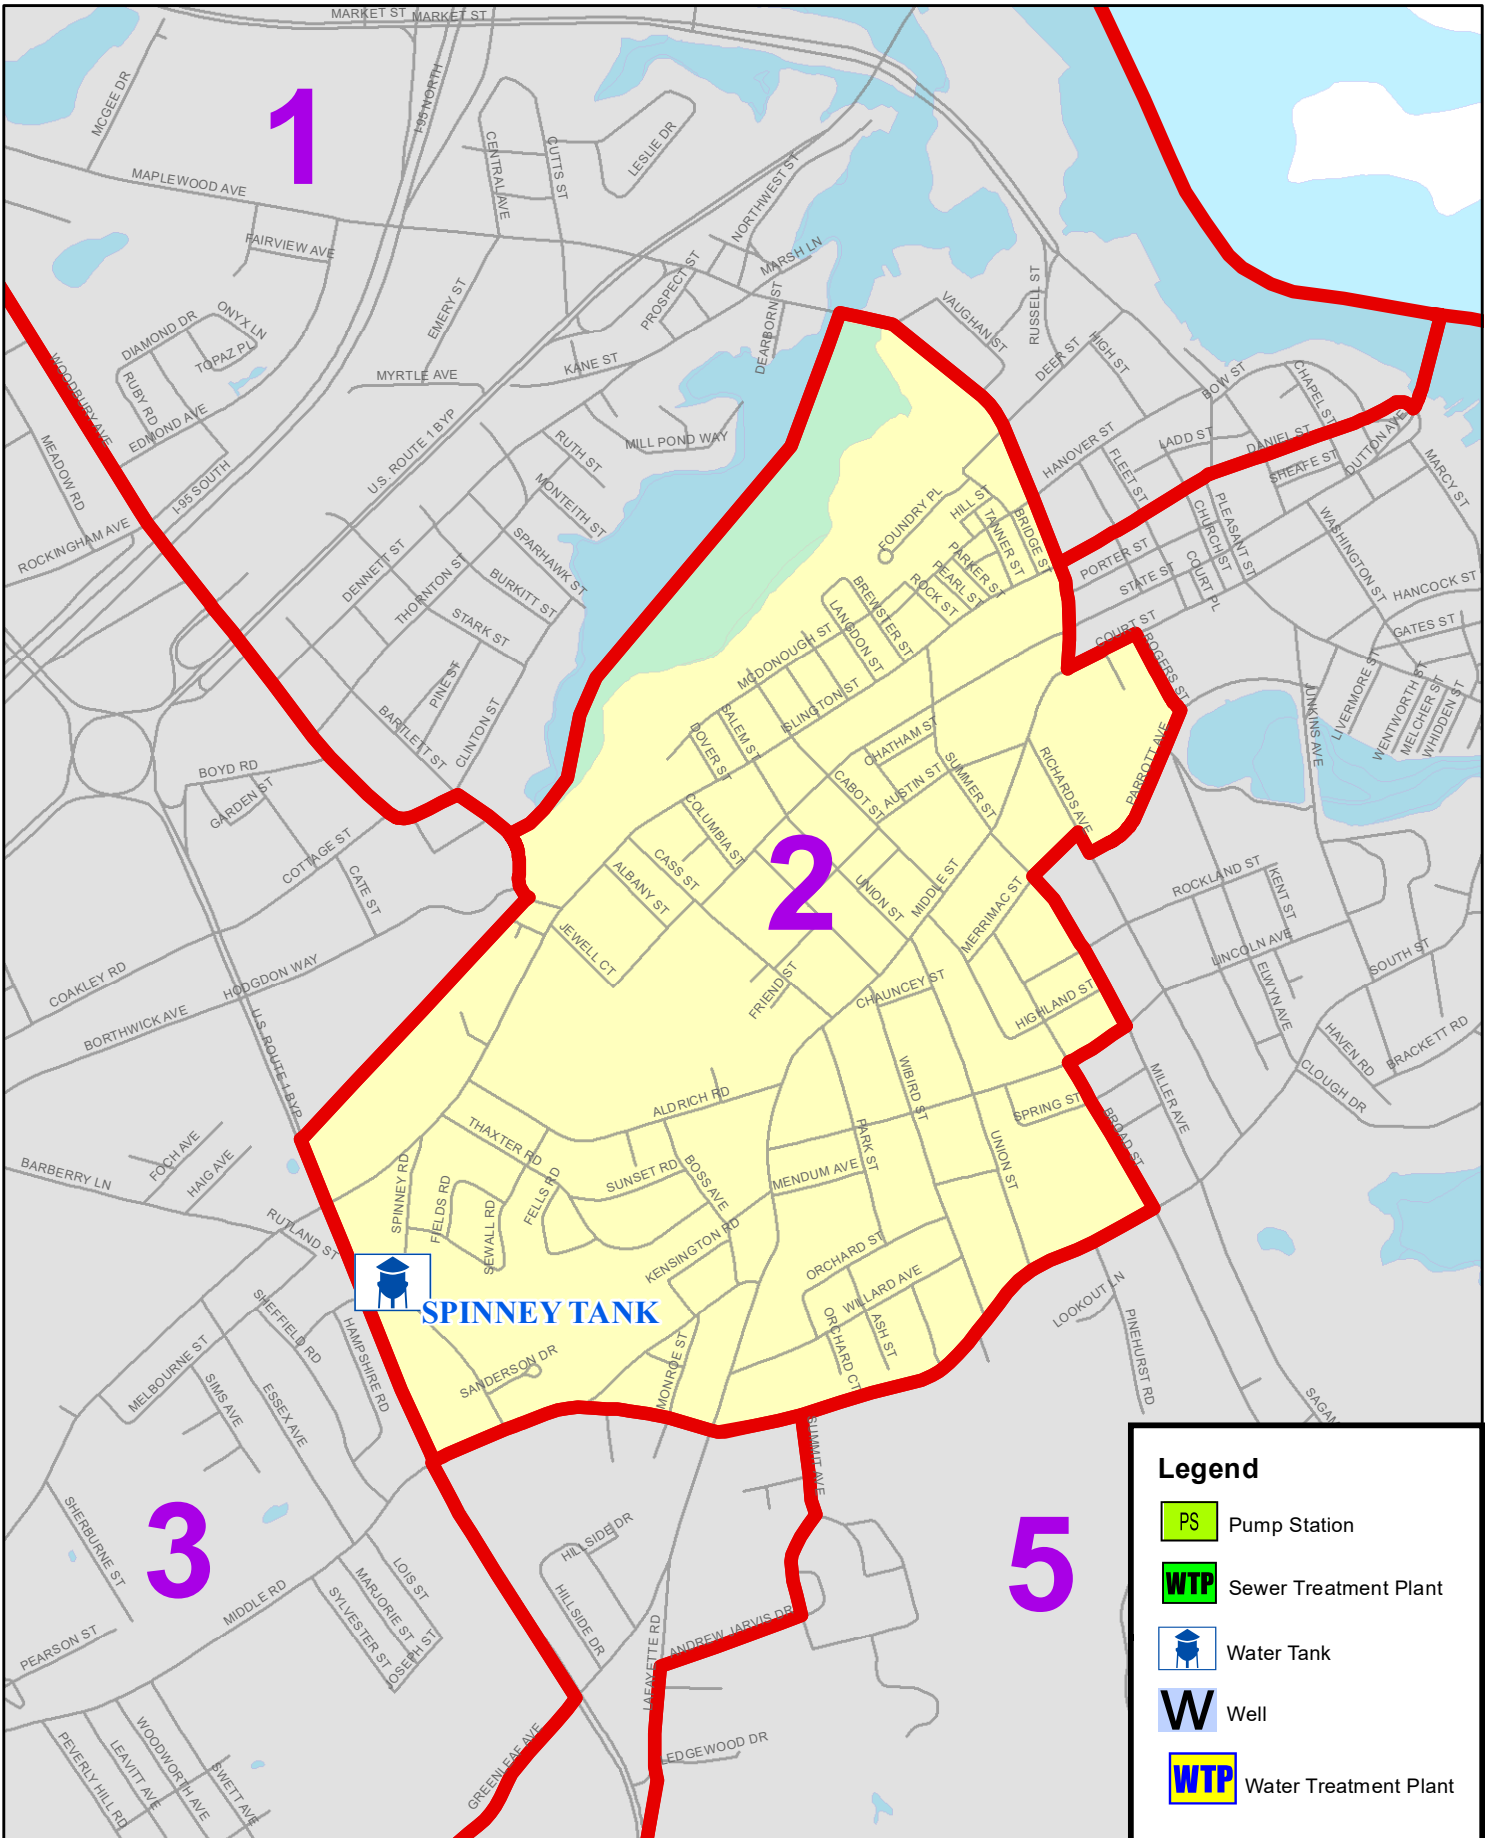 MARKET ST
MARKET ST
MCGEE DR
1
I-95 NORTH
CENTRAL AVE
CUTTS ST
LESLIE DR
MAPLEWOOD AVE
NORTHWEST ST
FAIRVIEW AVE
MARSH LN
PROSPECT ST
EMERY ST
DEARBORN ST
VAUGHAN ST
RUSSELL ST
DIAMOND DR
ONYX LN
TOPAZ PL
RUBY RD
EDMOND AVE
WOODBURY AVE
MYRTLE AVE
KANE ST
DEER ST
HIGH ST
BOW ST
CHAPEL ST
MEADOW RD
I-95 SOUTH
U.S. ROUTE 1 BYP
RUTH ST
MILL POND WAY
MONTEITH ST
HANOVER ST
LADD ST
DANIEL ST
FLEET ST
SHEAFE ST
DUTTON AVE
MARCY ST
ROCKINGHAM AVE
SPARHAWK ST
FOUNDRY PL
HILL ST
TANNER ST
BRIDGE ST
PARKER ST
PEARL ST
ROCK ST
PORTER ST
STATE ST
CHURCH ST
PLEASANT ST
COURT PL
WASHINGTON ST
HANCOCK ST
GATES ST
DENNETT ST
THORNTON ST
BURKITT ST
STARK ST
BREWSTER ST
LANGDON ST
MCDONOUGH ST
ISLINGTON ST
COURT ST
ROGERS ST
PINE ST
BARTLETT ST
CLINTON ST
SALEM ST
DOVER ST
CHATHAM ST
CABOT ST
AUSTIN ST
SUMMER ST
RICHARDS AVE
PARROTT AVE
JUNKINS AVE
LIVERMORE ST
WENTWORTH ST
MELCHER ST
WHIDDEN ST
BOYD RD
GARDEN ST
COTTAGE ST
CATE ST
COLUMBIA ST
CASS ST
ALBANY ST
2
UNION ST
MIDDLE ST
MERRIMAC ST
ROCKLAND ST
KENT ST
LINCOLN AVE
SOUTH ST
ELWYN AVE
JEWELL CT
FRIEND ST
CHAUNCEY ST
HIGHLAND ST
COAKLEY RD
HODGDON WAY
BORTHWICK AVE
U.S. ROUTE 1 BYP
HAVEN RD
BRACKETT RD
CLOUGH DR
MILLER AVE
WIBIRD ST
ALDRICH RD
SPRING ST
BROAD ST
THAXTER RD
PARK ST
UNION ST
FOCH AVE
HAIG AVE
BARBERRY LN
SPINNEY RD
FIELDS RD
SEWALL RD
FELLS RD
SUNSET RD
BOSS AVE
MENDUM AVE
KENSINGTON RD
RUTLAND ST
ORCHARD ST
WILLARD AVE
ASH ST
ORCHARD CT
SPINNEY TANK
LOOKOUT LN
PINEHURST RD
SHEFFIELD RD
HAMPSHIRE RD
MELBOURNE ST
SIMS AVE
ESSEX AVE
SANDERSON DR
MONROE ST
SUMMIT AVE
3
5
SHERBURNE ST
MIDDLE RD
LOIS ST
MARJORIE ST
SYLVESTER ST
JOSEPH ST
PEARSON ST
HILLSIDE DR
HILLSIDE DR
LAFAYETTE RD
ANDREW JARVIS DR
LEDGEWOOD DR
GREENLEAF AVE
PEVERLY HILL RD
LEAVITT AVE
WOODWORTH AVE
SWETT AVE
Legend
PS Pump Station
WTP Sewer Treatment Plant
Water Tank
W Well
WTP Water Treatment Plant